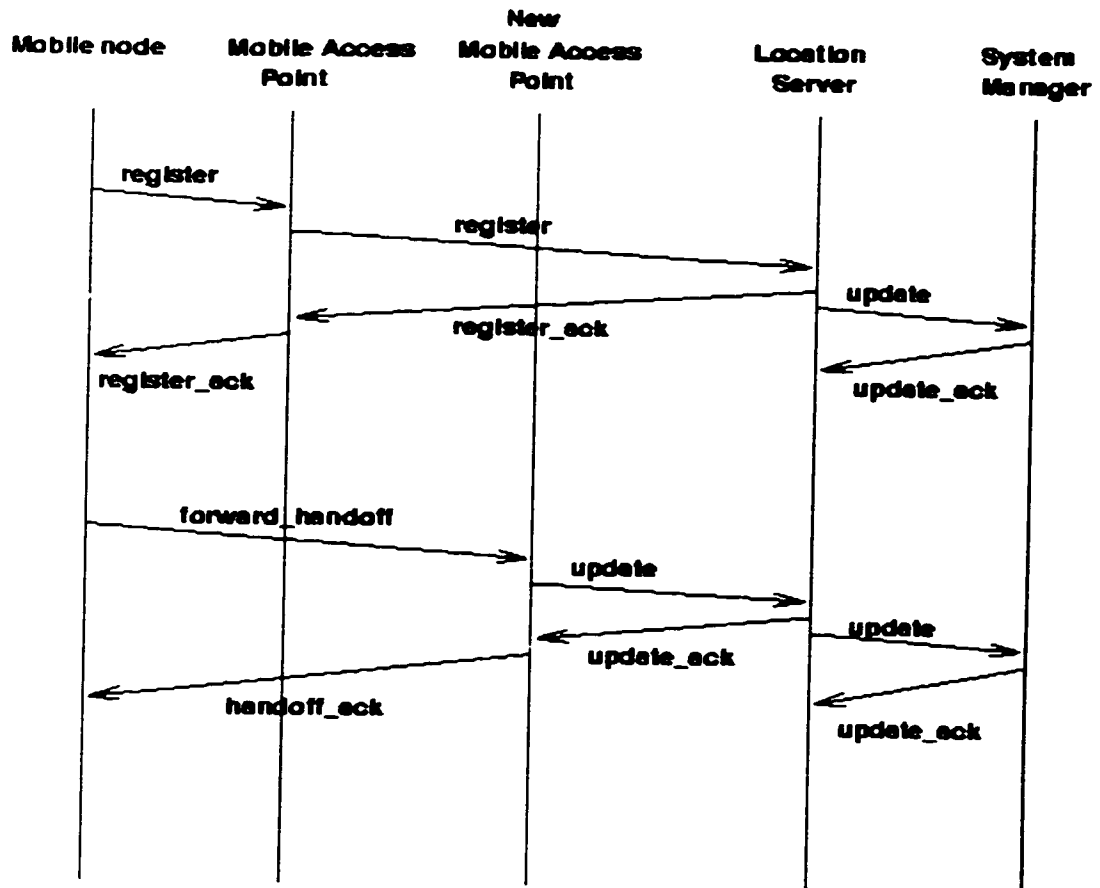 New
Mobile node
Mobile Access
Point
Mobile Access
Point
Location
Server
System
Manager
register
register
update
register_ack
register_ack
update_ack
forward_handoff
update
update
update_ack
handoff_ack
update_ack